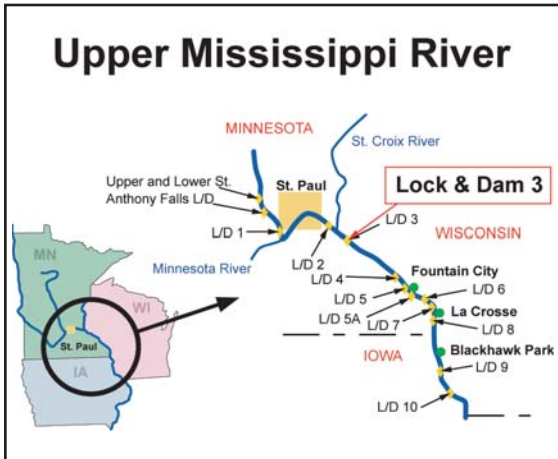 Upper Mississippi River
MINNESOTA
St. Croix River
Upper and Lower St.
Anthony Falls L/D
St. Paul
Lock & Dam 3
L/D 1
L/D 3
WISCONSIN
Minnesota River
L/D 2
L/D 4
Fountain City
L/D 5
L/D 6
L/D 5A
L/D 7
La Crosse
L/D 8
IOWA
Blackhawk Park
L/D 9
L/D 10
MN
WI
St. Paul
IA